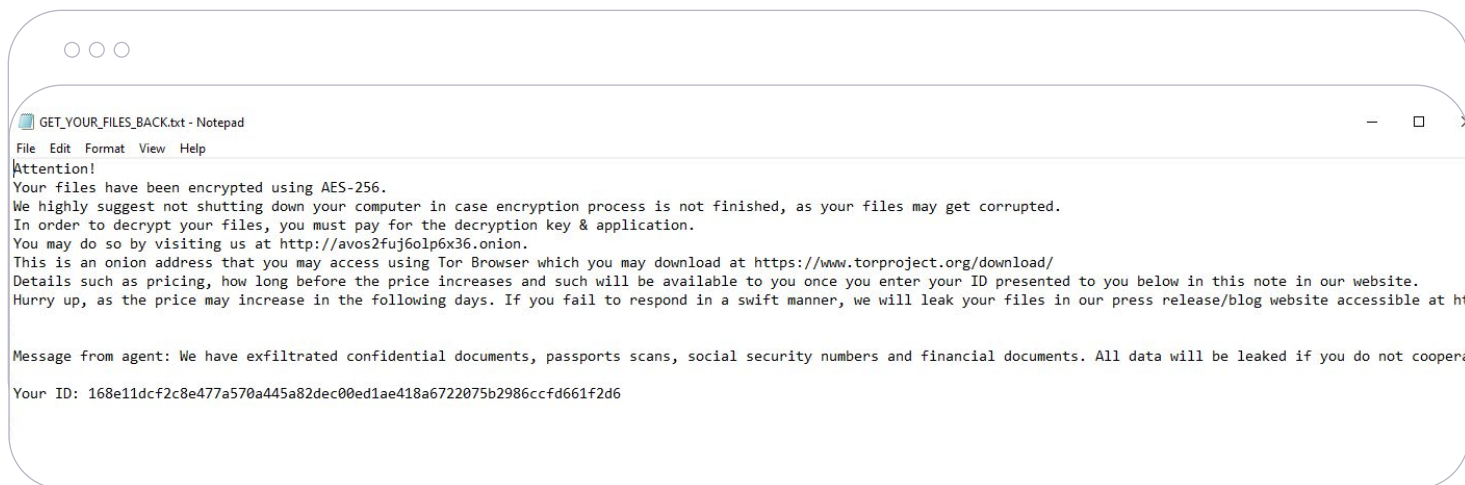 GET_YOUR_FILES_BACK.txt - Notepad
File Edit Format View Help
Attention!
Your files have been encrypted using AES-256.
We highly suggest not shutting down your computer in case encryption process is not finished, as your files may get corrupted.
In order to decrypt your files, you must pay for the decryption key & application.
You may do so by visiting us at http://avos2fuj6olp6x36.onion.
This is an onion address that you may access using Tor Browser which you may download at https://www.torproject.org/download/
Details such as pricing, how long before the price increases and such will be available to you once you enter your ID presented to you below in this note in our website.
Hurry up, as the price may increase in the following days. If you fail to respond in a swift manner, we will leak your files in our press release/blog website accessible at ht
Message from agent: We have exfiltrated confidential documents, passports scans, social security numbers and financial documents. All data will be leaked if you do not coopera
Your ID: 168e11dcf2c8e477a570a445a82dec00ed1ae418a6722075b2986ccfd661f2d6